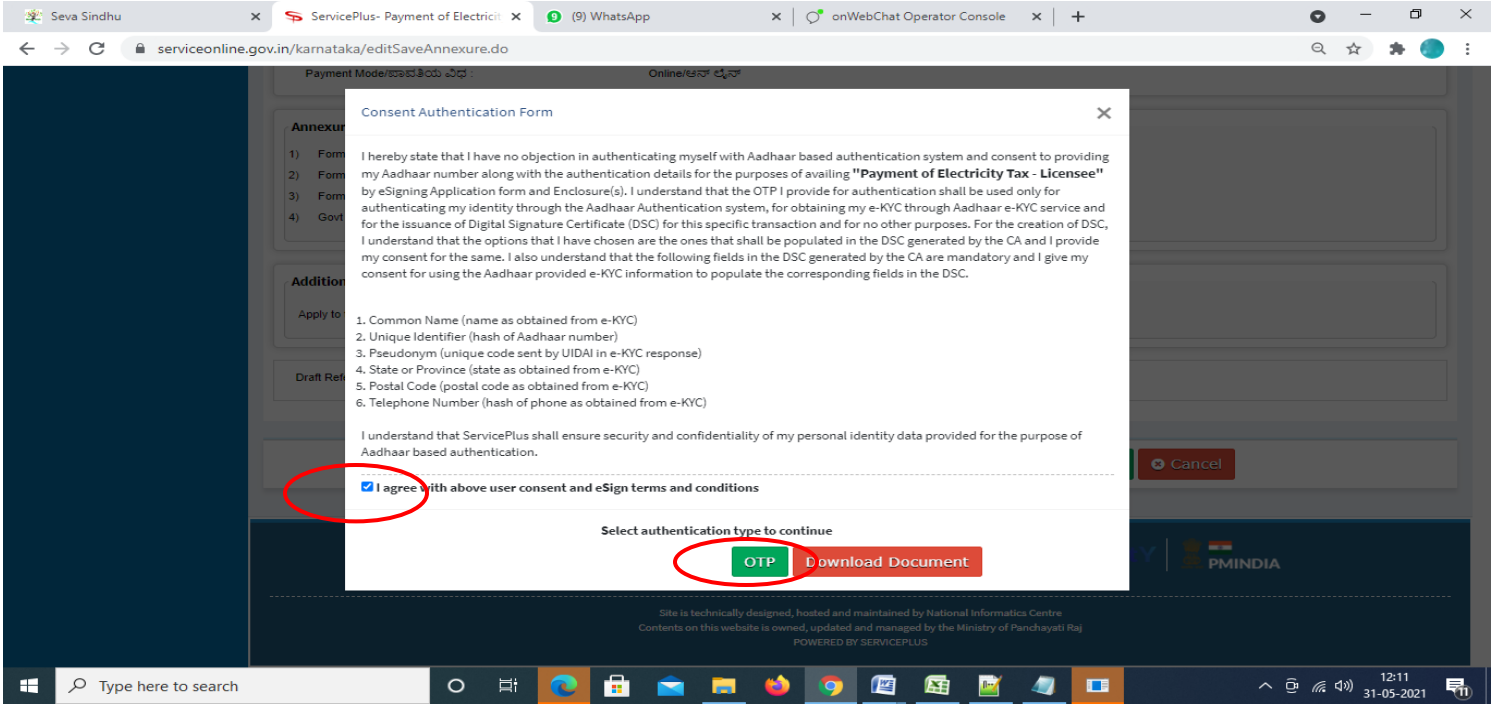 Seva Sindhu
ServicePlus- Payment of Electricit
9 (9) WhatsApp
onWebChat Operator Console
serviceonline.gov.in/karnataka/editSaveAnnexure.do
Payment Mode/ಪಾವತಿಯ ವಿಧ : Online/ಆನ್ ಲೈನ್
Consent Authentication Form
Annexur
1) Form
2) Form
3) Form
4) Govt
I hereby state that I have no objection in authenticating myself with Aadhaar based authentication system and consent to providing
my Aadhaar number along with the authentication details for the purposes of availing "Payment of Electricity Tax - Licensee"
by eSigning Application form and Enclosure(s). I understand that the OTP I provide for authentication shall be used only for
authenticating my identity through the Aadhaar Authentication system, for obtaining my e-KYC through Aadhaar e-KYC service and
for the issuance of Digital Signature Certificate (DSC) for this specific transaction and for no other purposes. For the creation of DSC,
I understand that the options that I have chosen are the ones that shall be populated in the DSC generated by the CA and I provide
my consent for the same. I also understand that the following fields in the DSC generated by the CA are mandatory and I give my
consent for using the Aadhaar provided e-KYC information to populate the corresponding fields in the DSC.
Addition
Apply to
1. Common Name (name as obtained from e-KYC)
2. Unique Identifier (hash of Aadhaar number)
3. Pseudonym (unique code sent by UIDAI in e-KYC response)
4. State or Province (state as obtained from e-KYC)
5. Postal Code (postal code as obtained from e-KYC)
6. Telephone Number (hash of phone as obtained from e-KYC)
Draft Ref
I understand that ServicePlus shall ensure security and confidentiality of my personal identity data provided for the purpose of
Aadhaar based authentication.
Cancel
I agree with above user consent and eSign terms and conditions
Select authentication type to continue
OTP Download Document
Y PMINDIA
Site is technically designed, hosted and maintained by National Informatics Centre
Contents on this website is owned, updated and managed by the Ministry of Panchayati Raj
POWERED BY SERVICEPLUS
Type here to search
12:11
31-05-2021
11